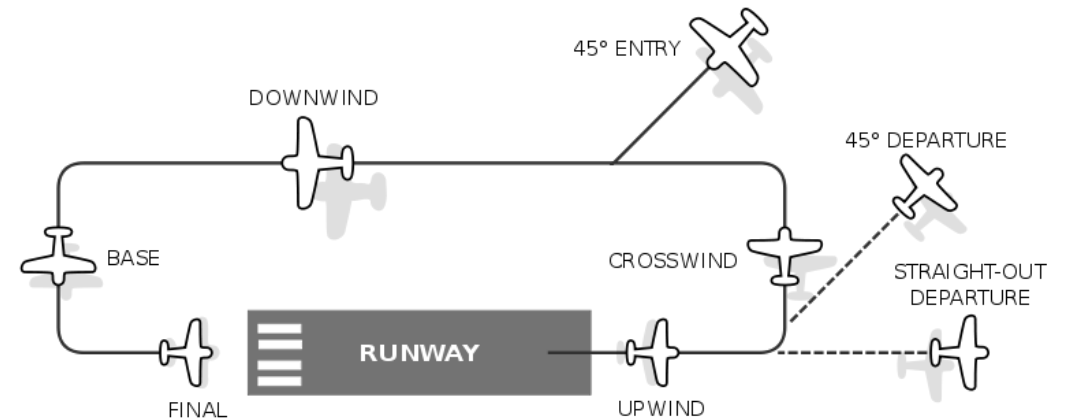 45° ENTRY
DOWNWIND
45° DEPARTURE
BASE
CROSSWIND
STRAIGHT-OUT
DEPARTURE
RUNWAY
FINAL
UPWIND